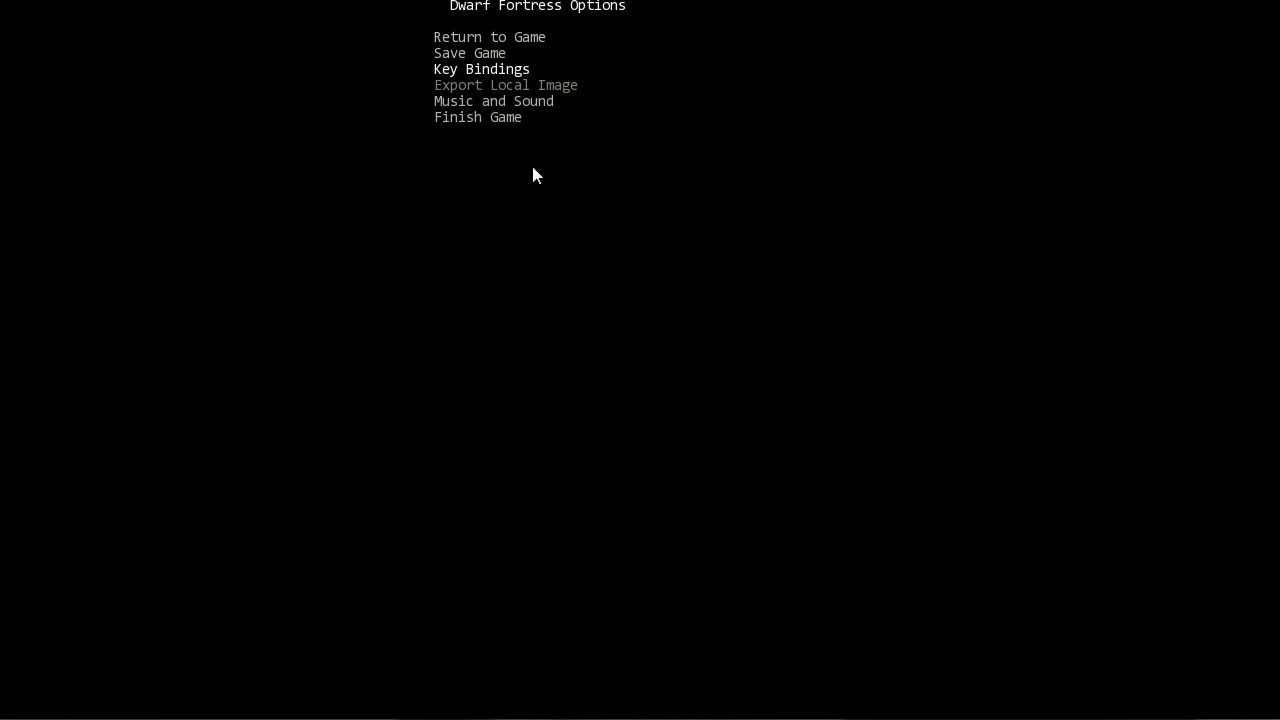 Dwarf Fortress Options
Return to Game
Save Game
Key Bindings
Export Local Image
Music and Sound
Finish Game